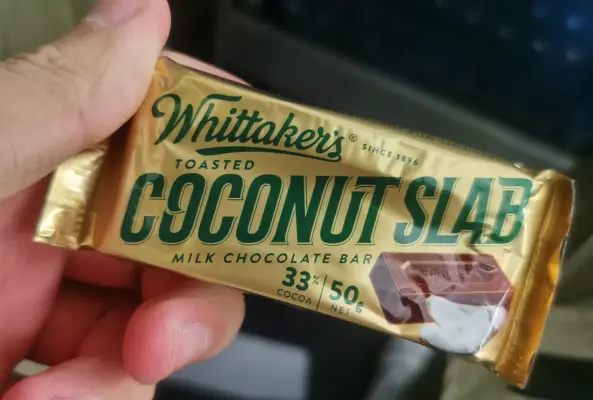 Whittaker's® SINCE 1896
TOASTED
COCONUT SLAB
MILK CHOCOLATE BAR
33% | 50g
COCOA | NET